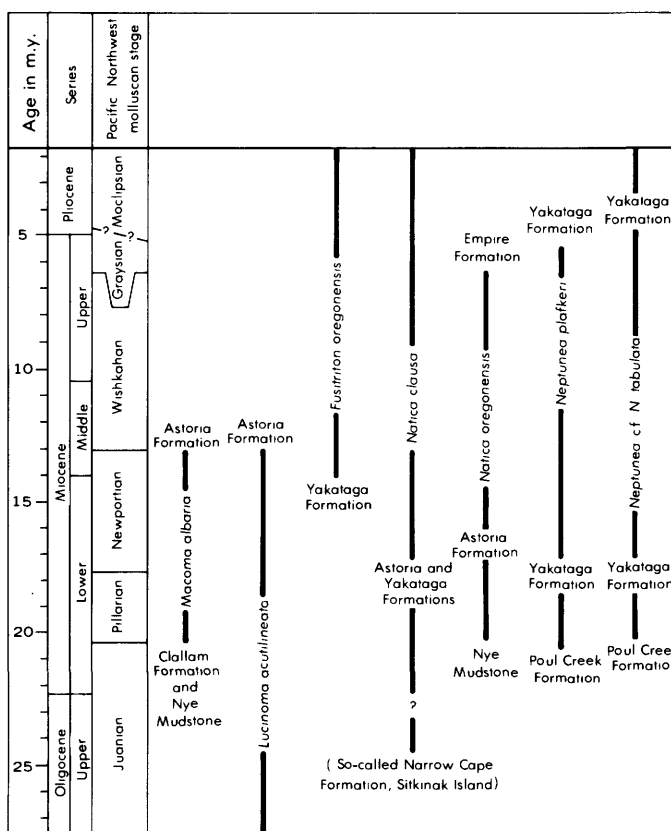 Age in m.y.
Series
Pacific Northwest
molluscan stage
5
10
15
20
25
Pliocene
Miocene
Oligocene
Upper
Middle
Lower
Upper
Moclipsian
? ?
Graysian
Wishkahan
Newportian
Pillarian
Juanian
Astoria
Formation
Macoma albaria
Clallam
Formation
and
Nye
Mudstone
Astoria
Formation
Lucinoma acutilineata
Fusitriton oregonensis
Yakataga
Formation
Natica clausa
Astoria and
Yakataga
Formations
?
( So-called Narrow Cape
Formation, Sitkinak Island)
Empire
Formation
Natica oregonensis
Astoria
Formation
Nye
Mudstone
Yakataga
Formation
Neptunea plafkeri
Yakataga
Formation
Poul Creek
Formation
Yakataga
Formation
Neptunea cf N tabulata
Yakataga
Formation
Poul Creek
Formation